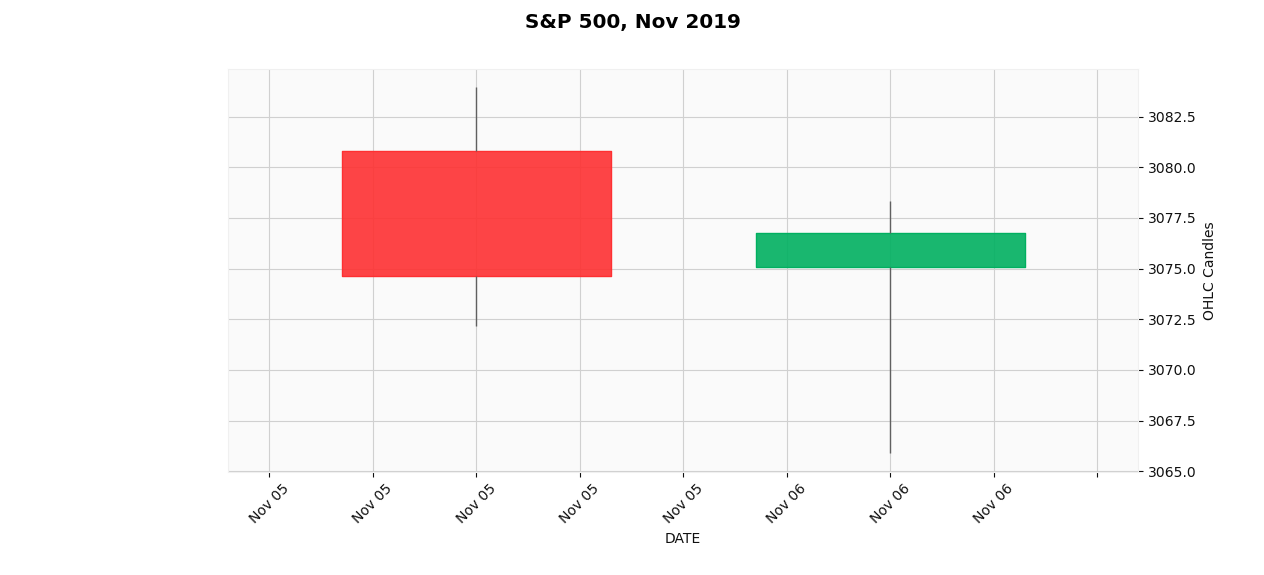 S&P 500, Nov 2019
3082.5
3080.0
3077.5
3075.0
3072.5
3070.0
3067.5
3065.0
OHLC Candles
Nov 05
Nov 05
Nov 05
Nov 05
Nov 05
Nov 06
Nov 06
Nov 06
DATE